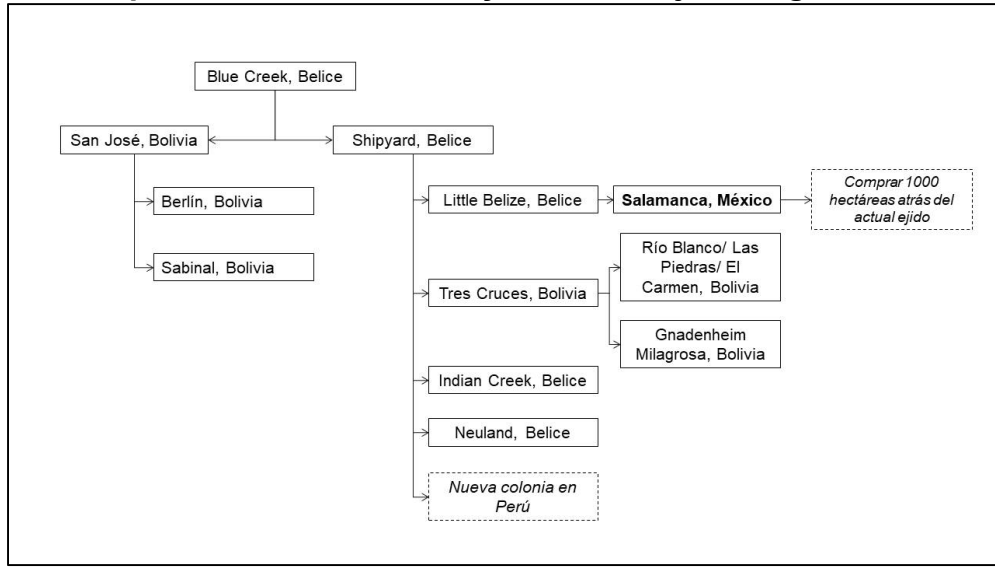 Blue Creek, Belice
San José, Bolivia
Shipyard, Belice
Berlín, Bolivia
Sabinal, Bolivia
Little Belize, Belice
Salamanca, México
Comprar 1000
hectáreas atrás del
actual ejido
Tres Cruces, Bolivia
Río Blanco/ Las
Piedras/ El
Carmen, Bolivia
Gnadenheim
Milagrosa, Bolivia
Indian Creek, Belice
Neuland, Belice
Nueva colonia en
Perú